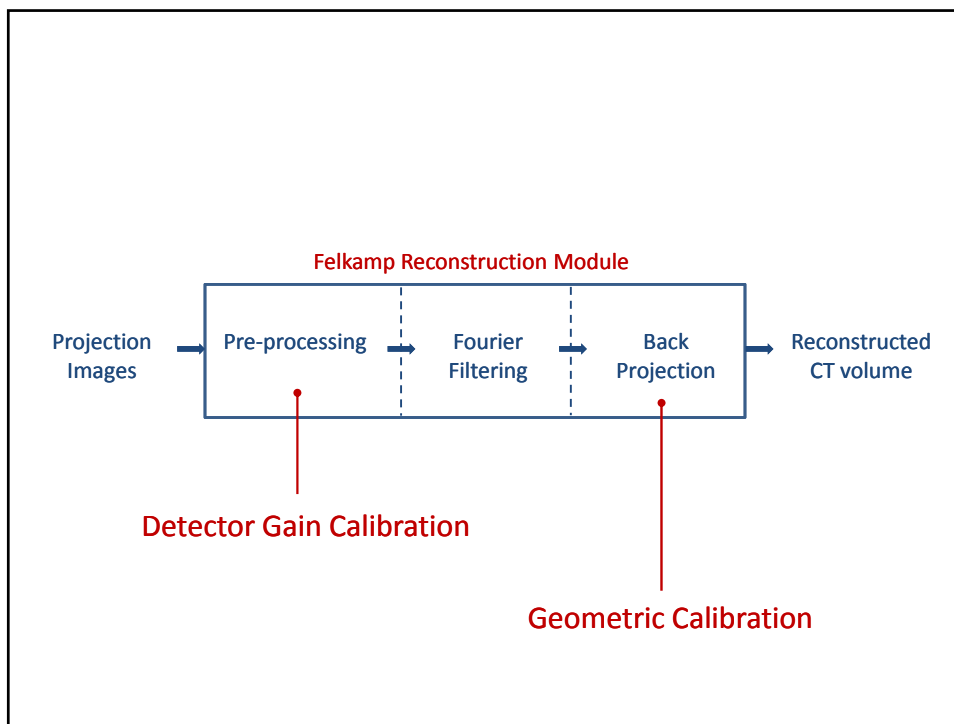 Felkamp Reconstruction Module
Projection
Images
Pre-processing
Fourier
Filtering
Back
Projection
Reconstructed
CT volume
Detector Gain Calibration
Geometric Calibration